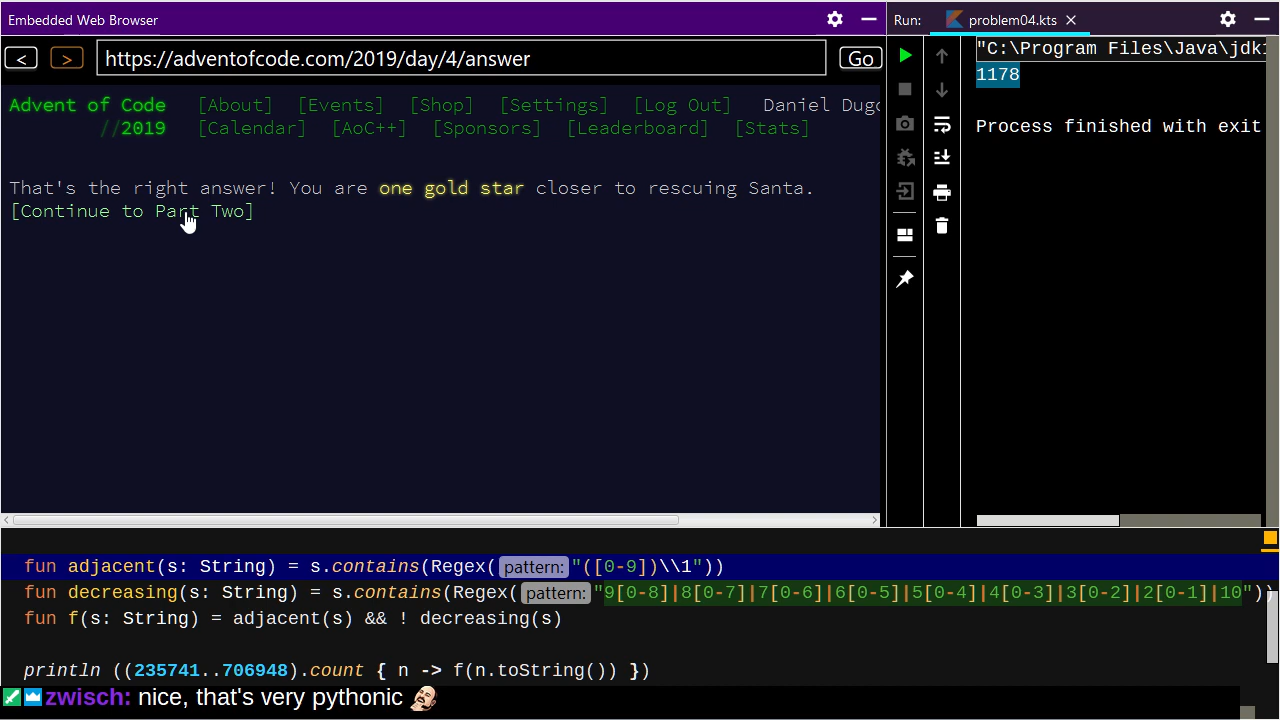 Embedded Web Browser
Run: problem04.kts
< > https://adventofcode.com/2019/day/4/answer Go
"C:\Program Files\Java\jdk1
1178
Process finished with exit
Advent of Code [About] [Events] [Shop] [Settings] [Log Out] Daniel Dugo
//2019 [Calendar] [AoC++] [Sponsors] [Leaderboard] [Stats]
That's the right answer! You are one gold star closer to rescuing Santa.
[Continue to Part Two]
fun adjacent(s: String) = s.contains(Regex( pattern: "([0-9])\\1"))
fun decreasing(s: String) = s.contains(Regex( pattern: "9[0-8]|8[0-7]|7[0-6]|6[0-5]|5[0-4]|4[0-3]|3[0-2]|2[0-1]|10"))
fun f(s: String) = adjacent(s) && ! decreasing(s)
println ((235741..706948).count { n -> f(n.toString()) })
zwisch: nice, that's very pythonic